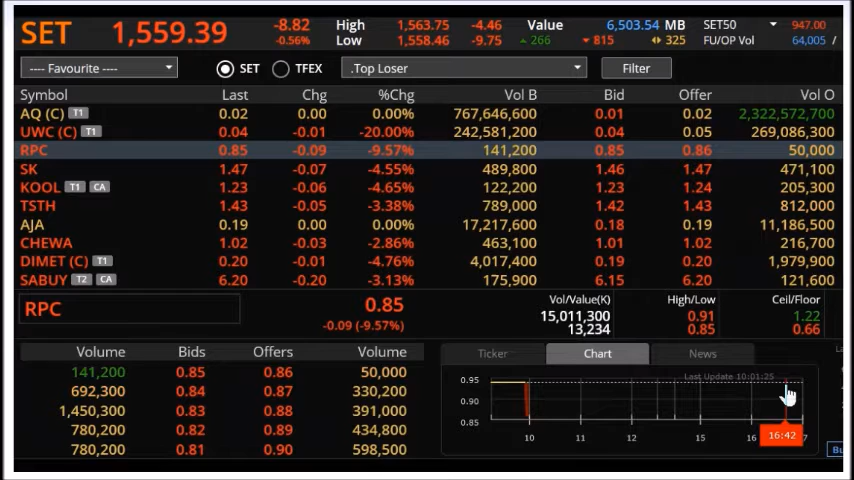 SET 1,559.39 -8.82 -0.56% High 1,563.75 -4.46 Value 6,503.54 MB SET50 947.00
Low 1,558.46 -9.75 266 815 325 FU/OP Vol 64,005 /
---- Favourite ---- SET TFEX .Top Loser Filter
Symbol Last Chg %Chg Vol B Bid Offer Vol O
AQ (C) T1 0.02 0.00 0.00% 767,646,600 0.01 0.02 2,322,572,700
UWC (C) T1 0.04 -0.01 -20.00% 242,581,200 0.04 0.05 269,086,300
RPC 0.85 -0.09 -9.57% 141,200 0.85 0.86 50,000
SK 1.47 -0.07 -4.55% 489,800 1.46 1.47 471,100
KOOL T1 CA 1.23 -0.06 -4.65% 122,200 1.23 1.24 205,300
TSTH 1.43 -0.05 -3.38% 789,000 1.42 1.43 812,000
AJA 0.19 0.00 0.00% 17,217,600 0.18 0.19 11,186,500
CHEWA 1.02 -0.03 -2.86% 463,100 1.01 1.02 216,700
DIMET (C) T1 0.20 -0.01 -4.76% 4,017,400 0.19 0.20 1,979,900
SABUY T2 CA 6.20 -0.20 -3.13% 175,900 6.15 6.20 121,600
RPC 0.85 Vol/Value(K) High/Low Ceil/Floor
15,011,300 0.91 1.22
-0.09 (-9.57%) 13,234 0.85 0.66
Volume Bids Offers Volume
141,200 0.85 0.86 50,000
692,300 0.84 0.87 330,200
1,450,300 0.83 0.88 391,000
780,200 0.82 0.89 434,800
780,200 0.81 0.90 598,500
Ticker Chart News
Last Update 10:01:25
0.95
0.90
0.85
10 11 12 15 16
16:42